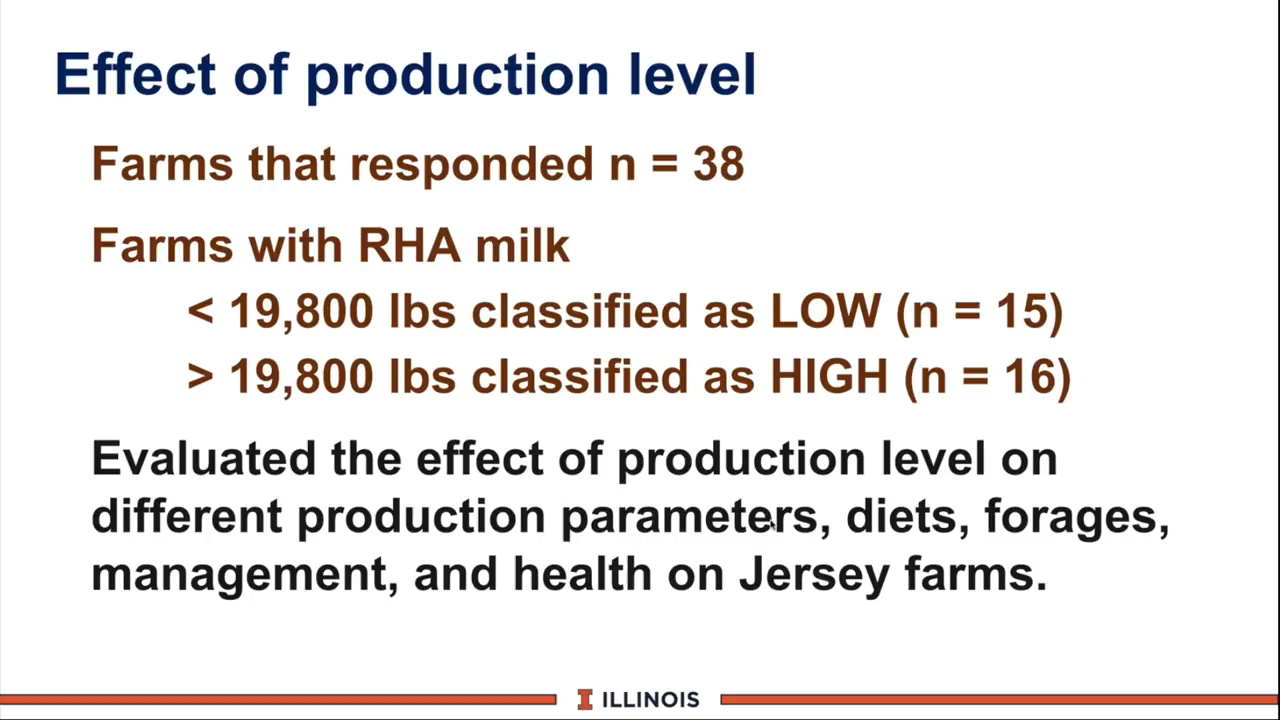 Effect of production level
Farms that responded n = 38
Farms with RHA milk
< 19,800 lbs classified as LOW (n = 15)
> 19,800 lbs classified as HIGH (n = 16)
Evaluated the effect of production level on
different production parameters, diets, forages,
management, and health on Jersey farms.
I ILLINOIS